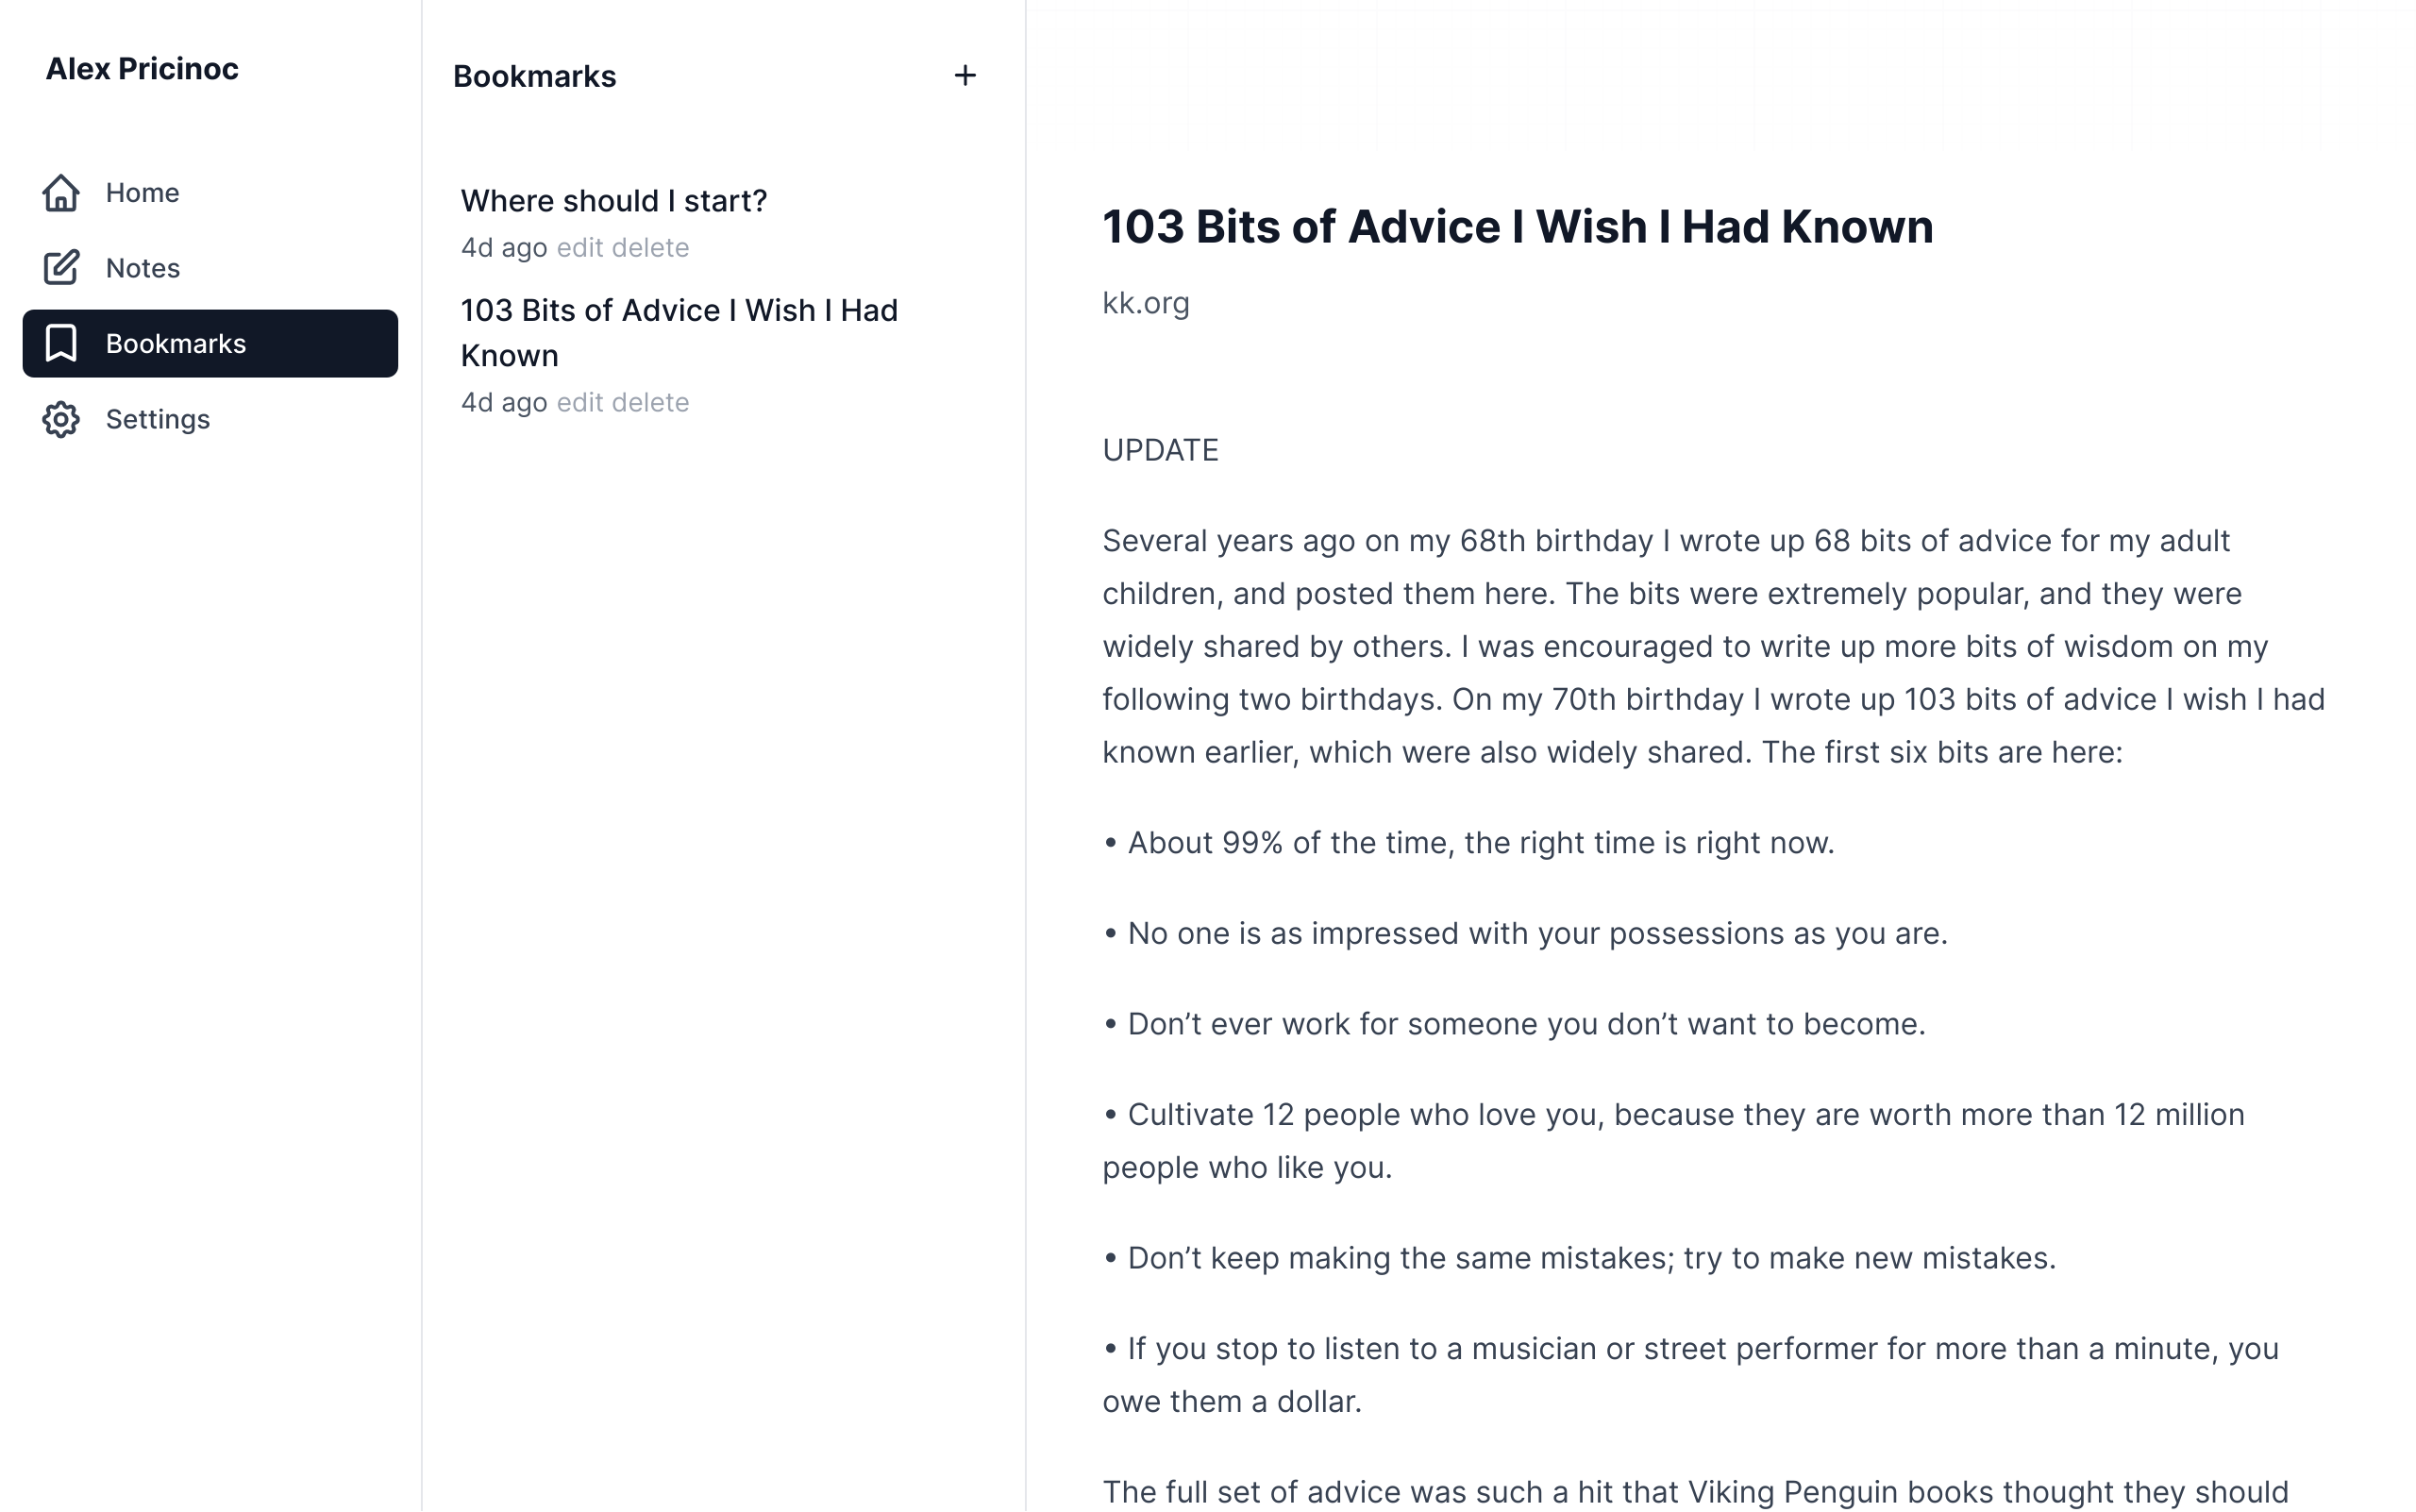 Alex Pricinoc
Home
Notes
Bookmarks
Settings
Bookmarks
+
Where should I start?
4d ago edit delete
103 Bits of Advice I Wish I Had
Known
4d ago edit delete
103 Bits of Advice I Wish I Had Known
kk.org
UPDATE
Several years ago on my 68th birthday I wrote up 68 bits of advice for my adult
children, and posted them here. The bits were extremely popular, and they were
widely shared by others. I was encouraged to write up more bits of wisdom on my
following two birthdays. On my 70th birthday I wrote up 103 bits of advice I wish I had
known earlier, which were also widely shared. The first six bits are here:
• About 99% of the time, the right time is right now.
• No one is as impressed with your possessions as you are.
• Don’t ever work for someone you don’t want to become.
• Cultivate 12 people who love you, because they are worth more than 12 million
people who like you.
• Don’t keep making the same mistakes; try to make new mistakes.
• If you stop to listen to a musician or street performer for more than a minute, you
owe them a dollar.
The full set of advice was such a hit that Viking Penguin books thought they should